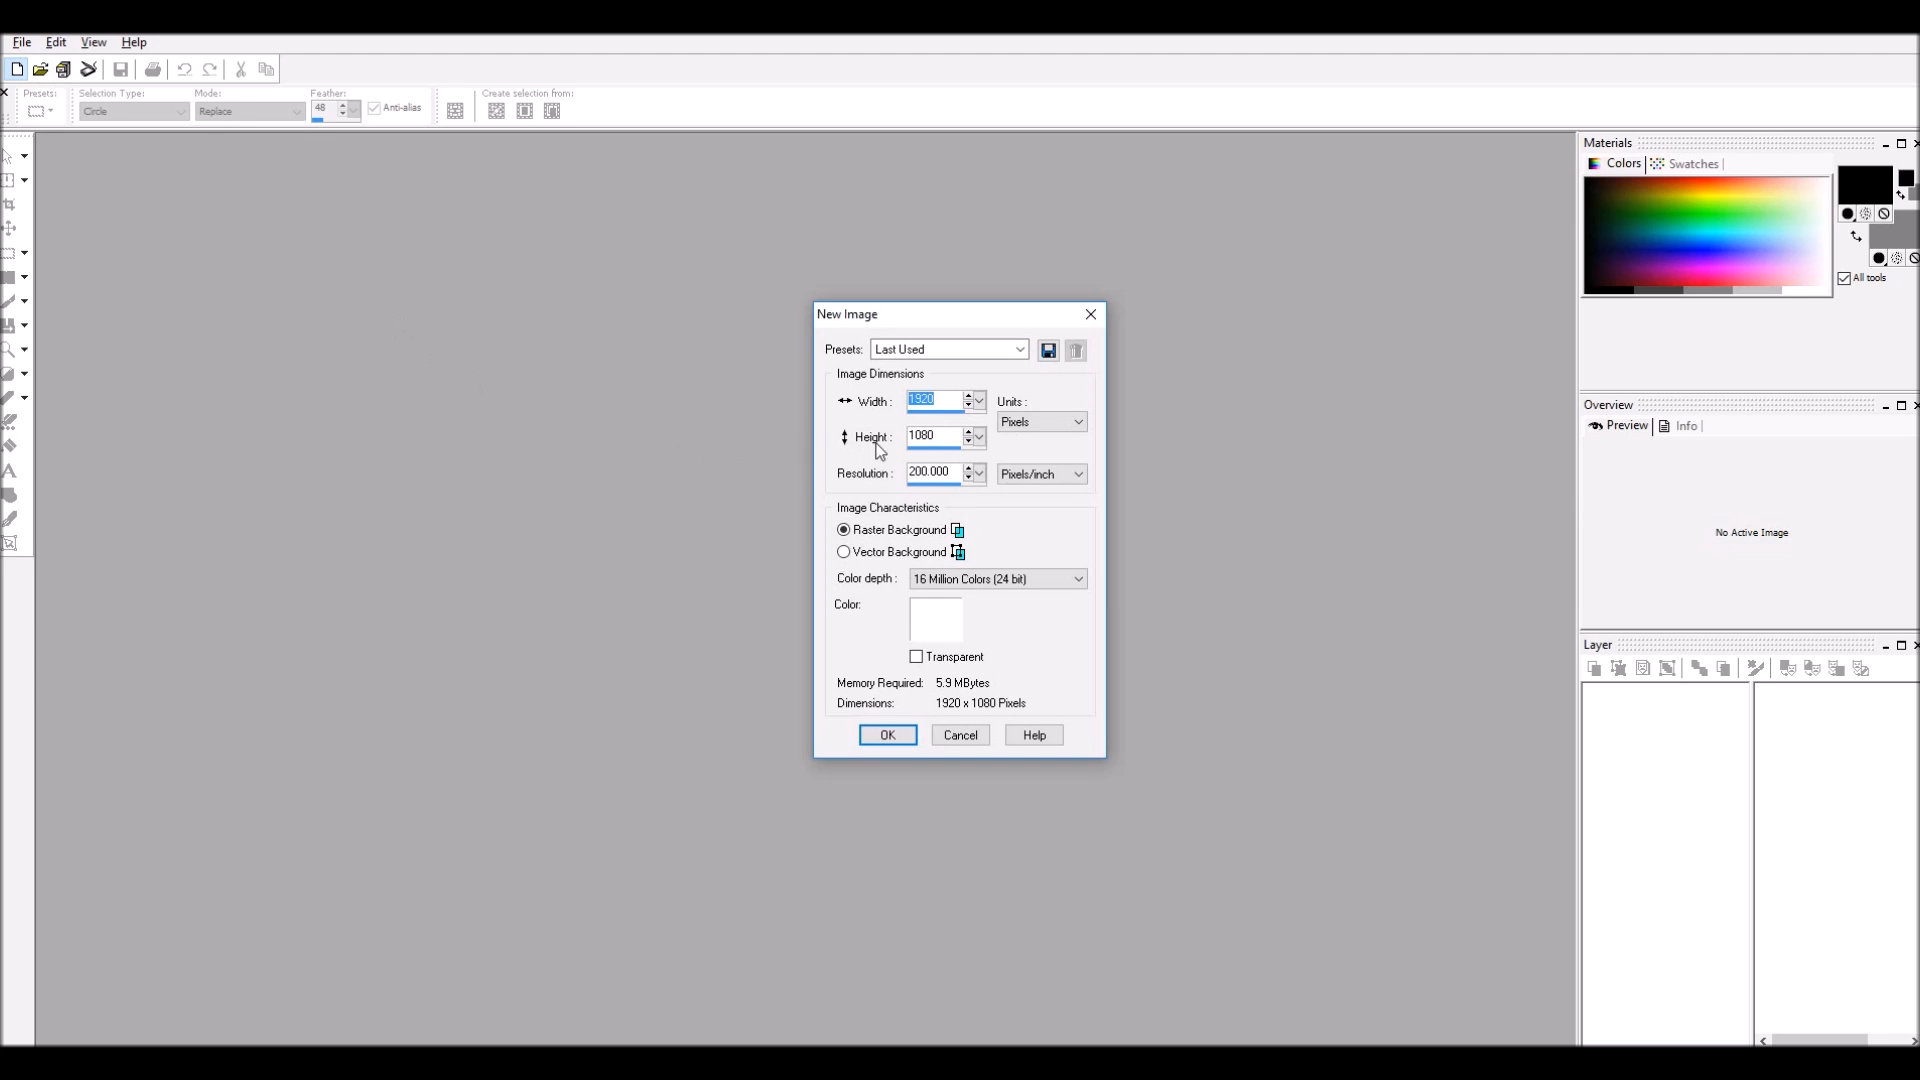 File Edit View Help
Presets: Selection Type: Mode: Feather: Create selection from:
Circle Replace 48 Anti-alias
Materials
Colors Swatches
All tools
New Image
Presets: Last Used
Image Dimensions
Width : 1920 Units :
Pixels
Height : 1080
Resolution : 200.000 Pixels/inch
Image Characteristics
Raster Background
Vector Background
Color depth : 16 Million Colors (24 bit)
Color:
Transparent
Memory Required: 5.9 MBytes
Dimensions: 1920 x 1080 Pixels
OK Cancel Help
Overview
Preview Info
No Active Image
Layer